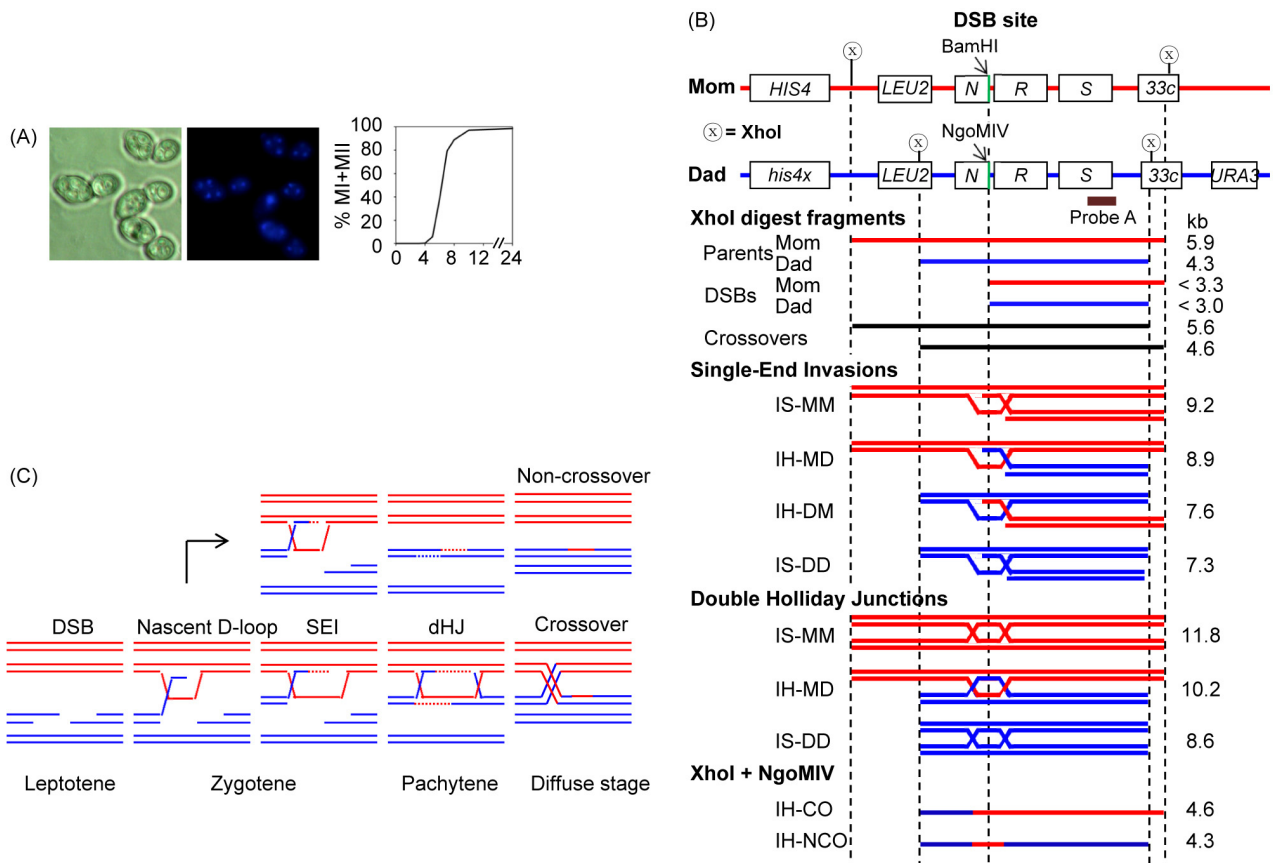 (A)
% MI+MII
100
80
60
40
20
0
0 4 8 12 24
(B)
DSB site
BamHI
X X
Mom HIS4 LEU2 N R S 33c
X = XhoI
NgoMIV
X X
Dad his4x LEU2 N R S 33c URA3
Probe A
XhoI digest fragments kb
Parents Mom 5.9
Dad 4.3
DSBs Mom < 3.3
Dad < 3.0
Crossovers 5.6
4.6
Single-End Invasions
IS-MM 9.2
IH-MD 8.9
IH-DM 7.6
IS-DD 7.3
Double Holliday Junctions
IS-MM 11.8
IH-MD 10.2
IS-DD 8.6
XhoI + NgoMIV
IH-CO 4.6
IH-NCO 4.3
(C)
Non-crossover
DSB Nascent D-loop SEI dHJ Crossover
Leptotene Zygotene Pachytene Diffuse stage